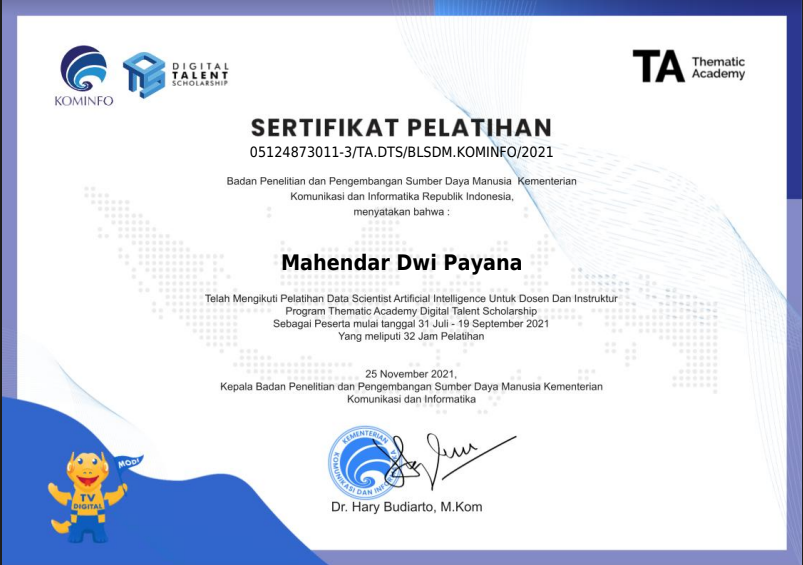 KOMINFO
DIGITAL
TALENT
SCHOLARSHIP
TA Thematic
Academy
SERTIFIKAT PELATIHAN
05124873011-3/TA.DTS/BLSDM.KOMINFO/2021
Badan Penelitian dan Pengembangan Sumber Daya Manusia Kementerian
Komunikasi dan Informatika Republik Indonesia,
menyatakan bahwa :
Mahendar Dwi Payana
Telah Mengikuti Pelatihan Data Scientist Artificial Intelligence Untuk Dosen Dan Instruktur
Program Thematic Academy Digital Talent Scholarship
Sebagai Peserta mulai tanggal 31 Juli - 19 September 2021
Yang meliputi 32 Jam Pelatihan
25 November 2021,
Kepala Badan Penelitian dan Pengembangan Sumber Daya Manusia Kementerian
Komunikasi dan Informatika
KEMENTERIAN
KOMUNIKASI DAN
Dr. Hary Budiarto, M.Kom
MODI
TV
DIGITAL